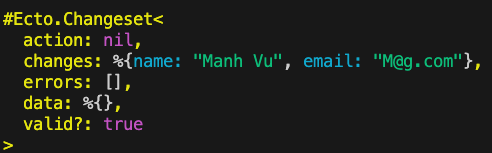 #Ecto.Changeset<
  action: nil,
  changes: %{name: "Manh Vu", email: "M@g.com"},
  errors: [],
  data: %{},
  valid?: true
>